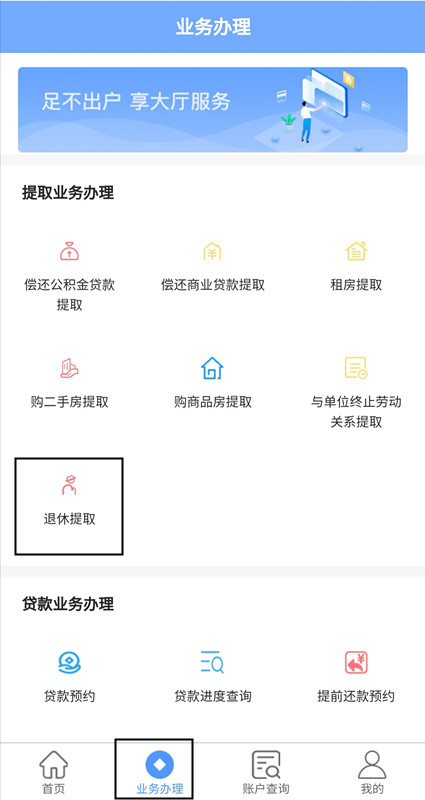 业务办理
足不出户 享大厅服务
提取业务办理
偿还公积金贷款
提取
偿还商业贷款提取
租房提取
购二手房提取
购商品房提取
与单位终止劳动
关系提取
退休提取
贷款业务办理
贷款预约
贷款进度查询
提前还款预约
首页
业务办理
账户查询
我的